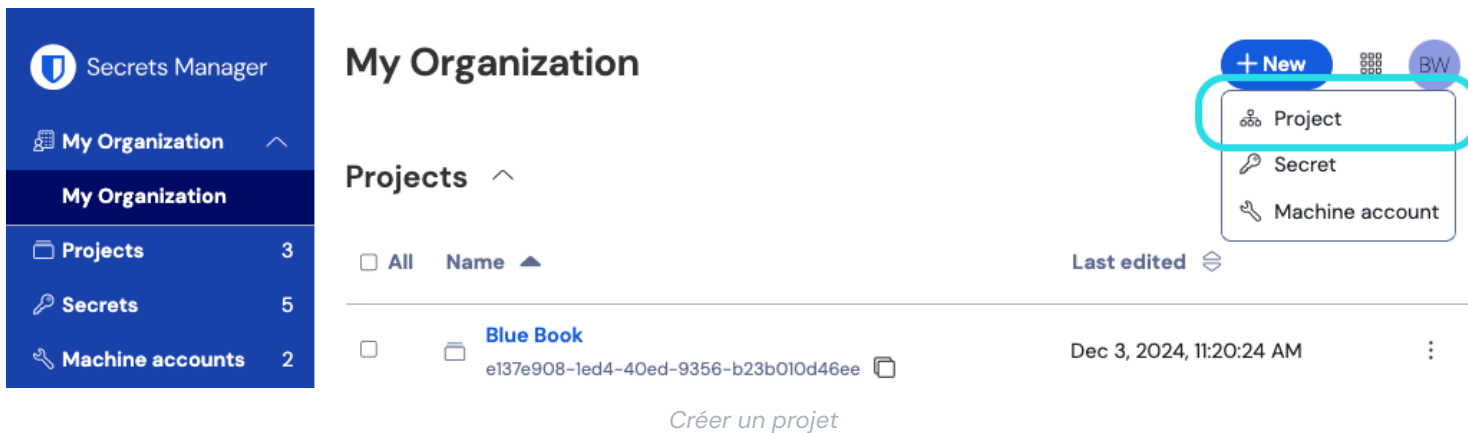 Secrets Manager
My Organization
My Organization
Projects 3
Secrets 5
Machine accounts 2
My Organization
+ New
BW
Project
Secret
Machine account
Projects
All Name Last edited
Blue Book
e137e908-1ed4-40ed-9356-b23b010d46ee
Dec 3, 2024, 11:20:24 AM
Créer un projet